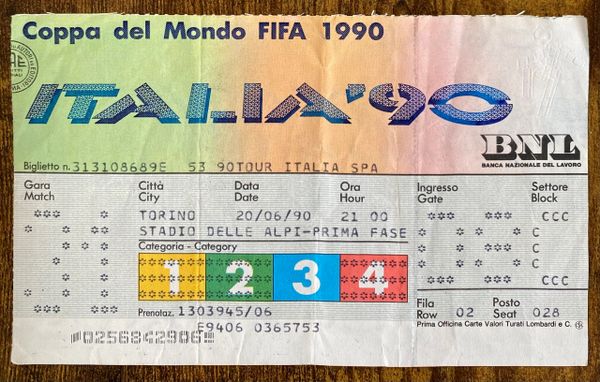 Coppa del Mondo FIFA 1990
ITALIA '90
BNL
BANCA NAZIONALE DEL LAVORO
Biglietto n. 313108689E 53 90TOUR ITALIA SPA
Gara Città Data Ora Ingresso Settore
Match City Date Hour Gate Block
TORINO 20/06/90 21 00 CCC
STADIO DELLE ALPI-PRIMA FASE C
Categoria - Category C
1 2 3 4
CCC
Prenotaz. 1303945/06
Fila Posto
Row 02 Seat 028
E9406 0365753
Prima Officina Carte Valori Turati Lombardi e C.
0256842906